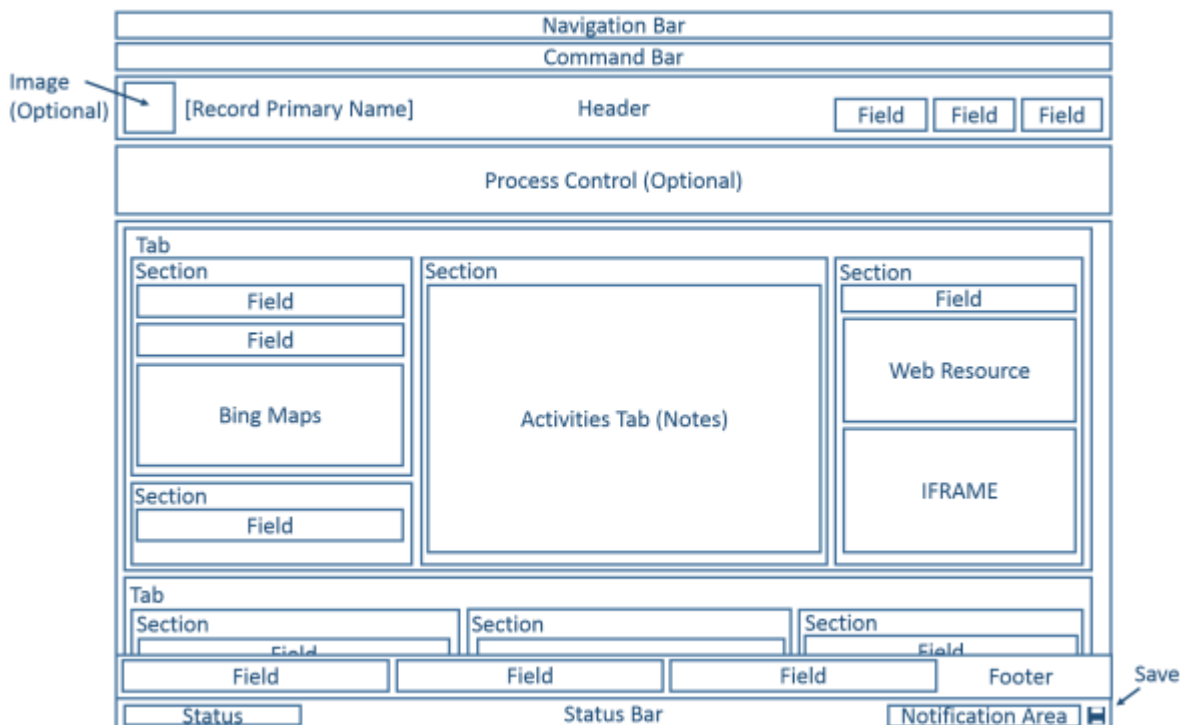 Navigation Bar
Command Bar
Image
(Optional)
[Record Primary Name] Header Field Field Field
Process Control (Optional)
Tab
Section
Field
Field
Bing Maps
Section
Field
Section
Activities Tab (Notes)
Section
Field
Web Resource
IFRAME
Tab
Section
Field
Section
Section
Field
Field Field Field Footer
Save
Status Status Bar Notification Area